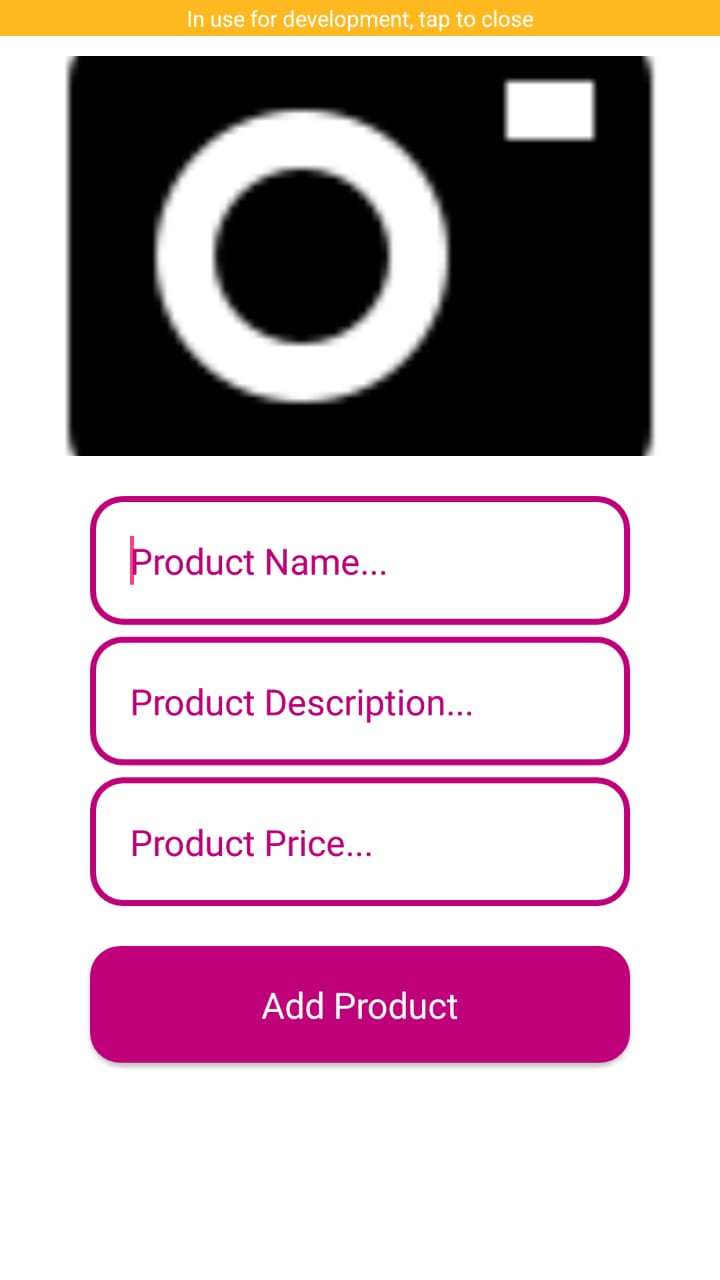 In use for development, tap to close
Product Name...
Product Description...
Product Price...
Add Product